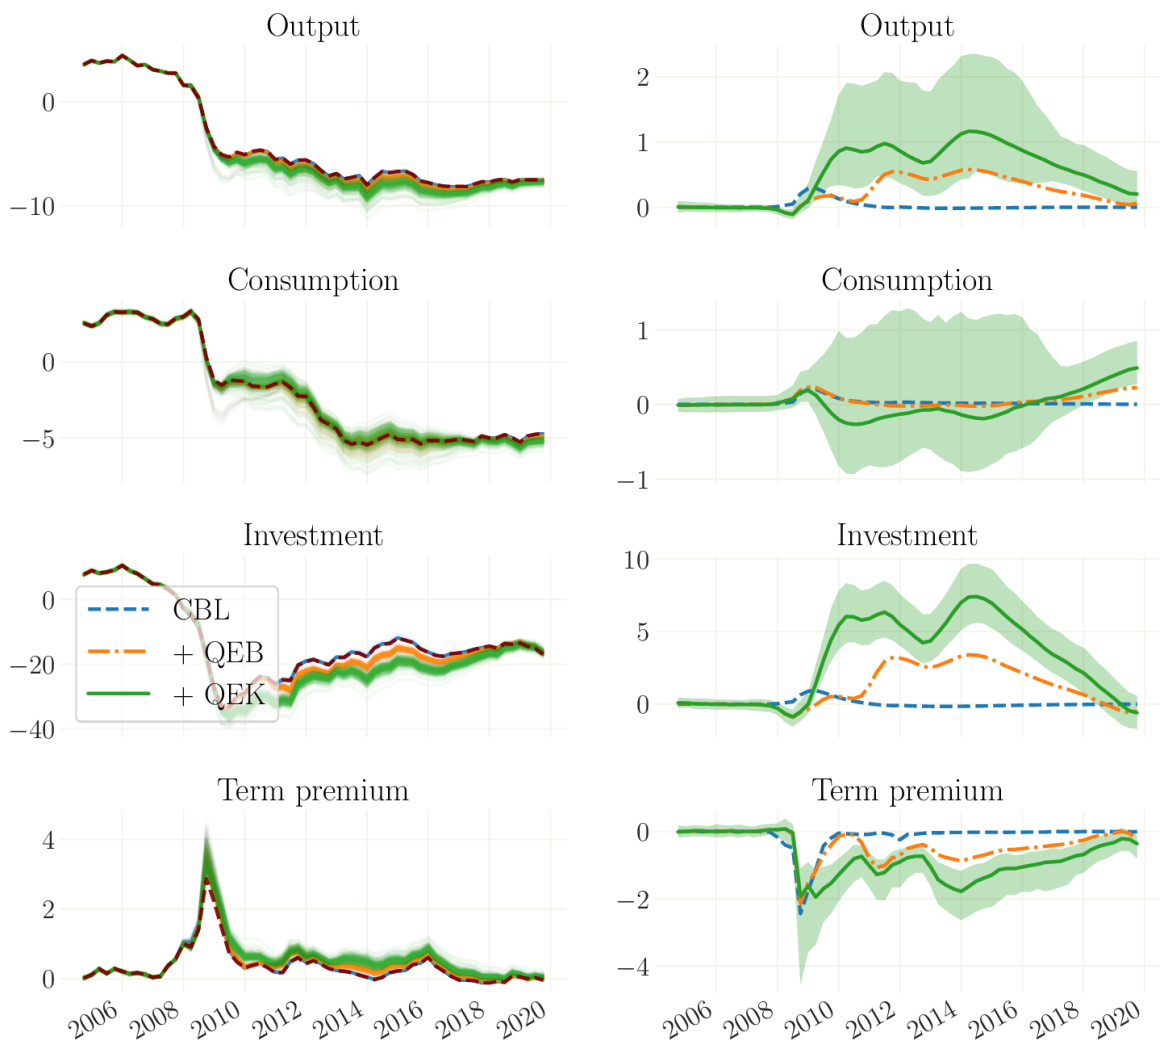 Output
0
−10
Output
2
1
0
Consumption
0
−5
Consumption
1
0
−1
Investment
0
−20
−40
CBL
+ QEB
+ QEK
Investment
10
5
0
Term premium
4
2
0
2006 2008 2010 2012 2014 2016 2018 2020
Term premium
0
−2
−4
2006 2008 2010 2012 2014 2016 2018 2020